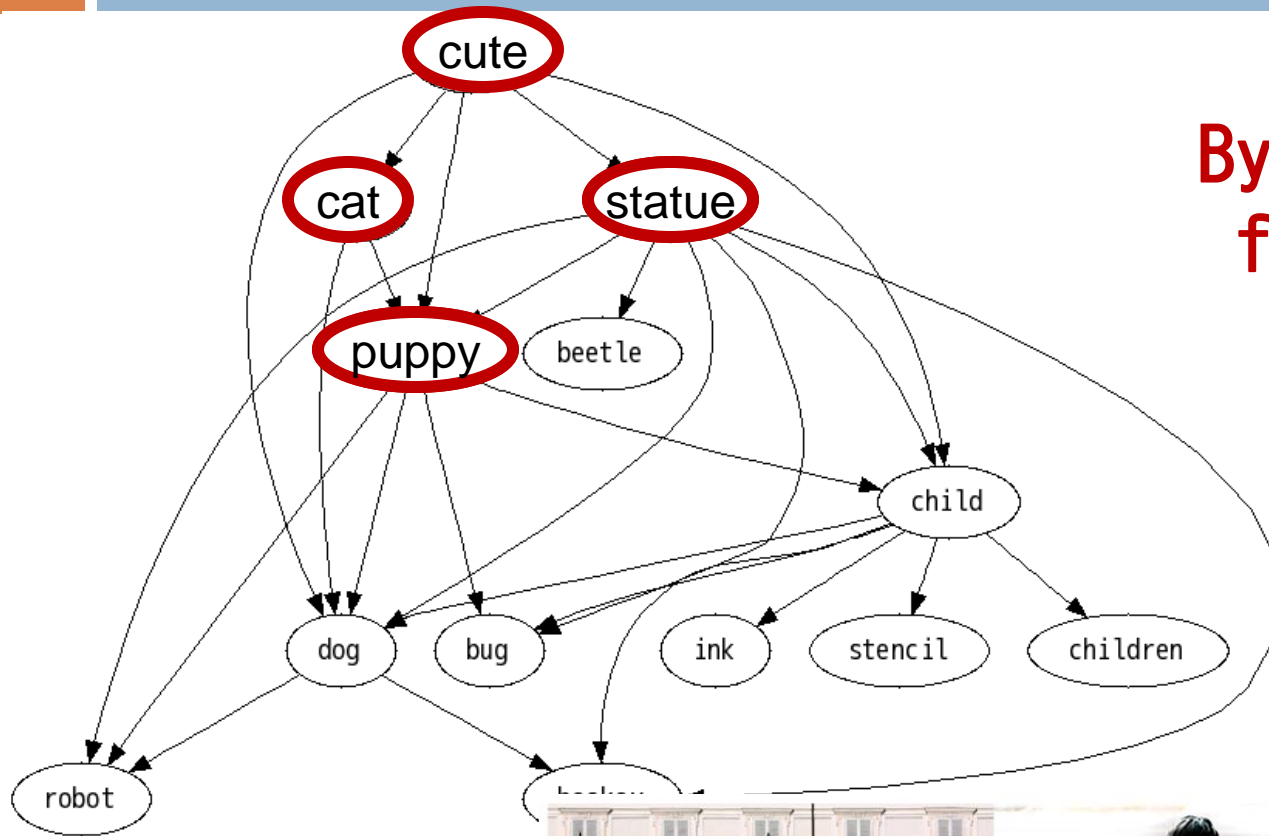 cute
By
f
cat
statue
puppy
beetle
child
dog
bug
ink
stencil
children
robot